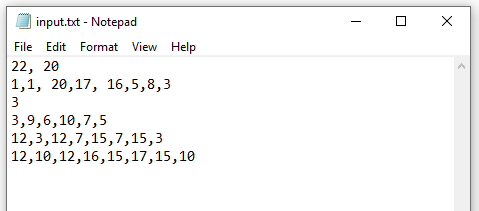 input.txt - Notepad
File Edit Format View Help
22, 20
1,1, 20,17, 16,5,8,3
3
3,9,6,10,7,5
12,3,12,7,15,7,15,3
12,10,12,16,15,17,15,10